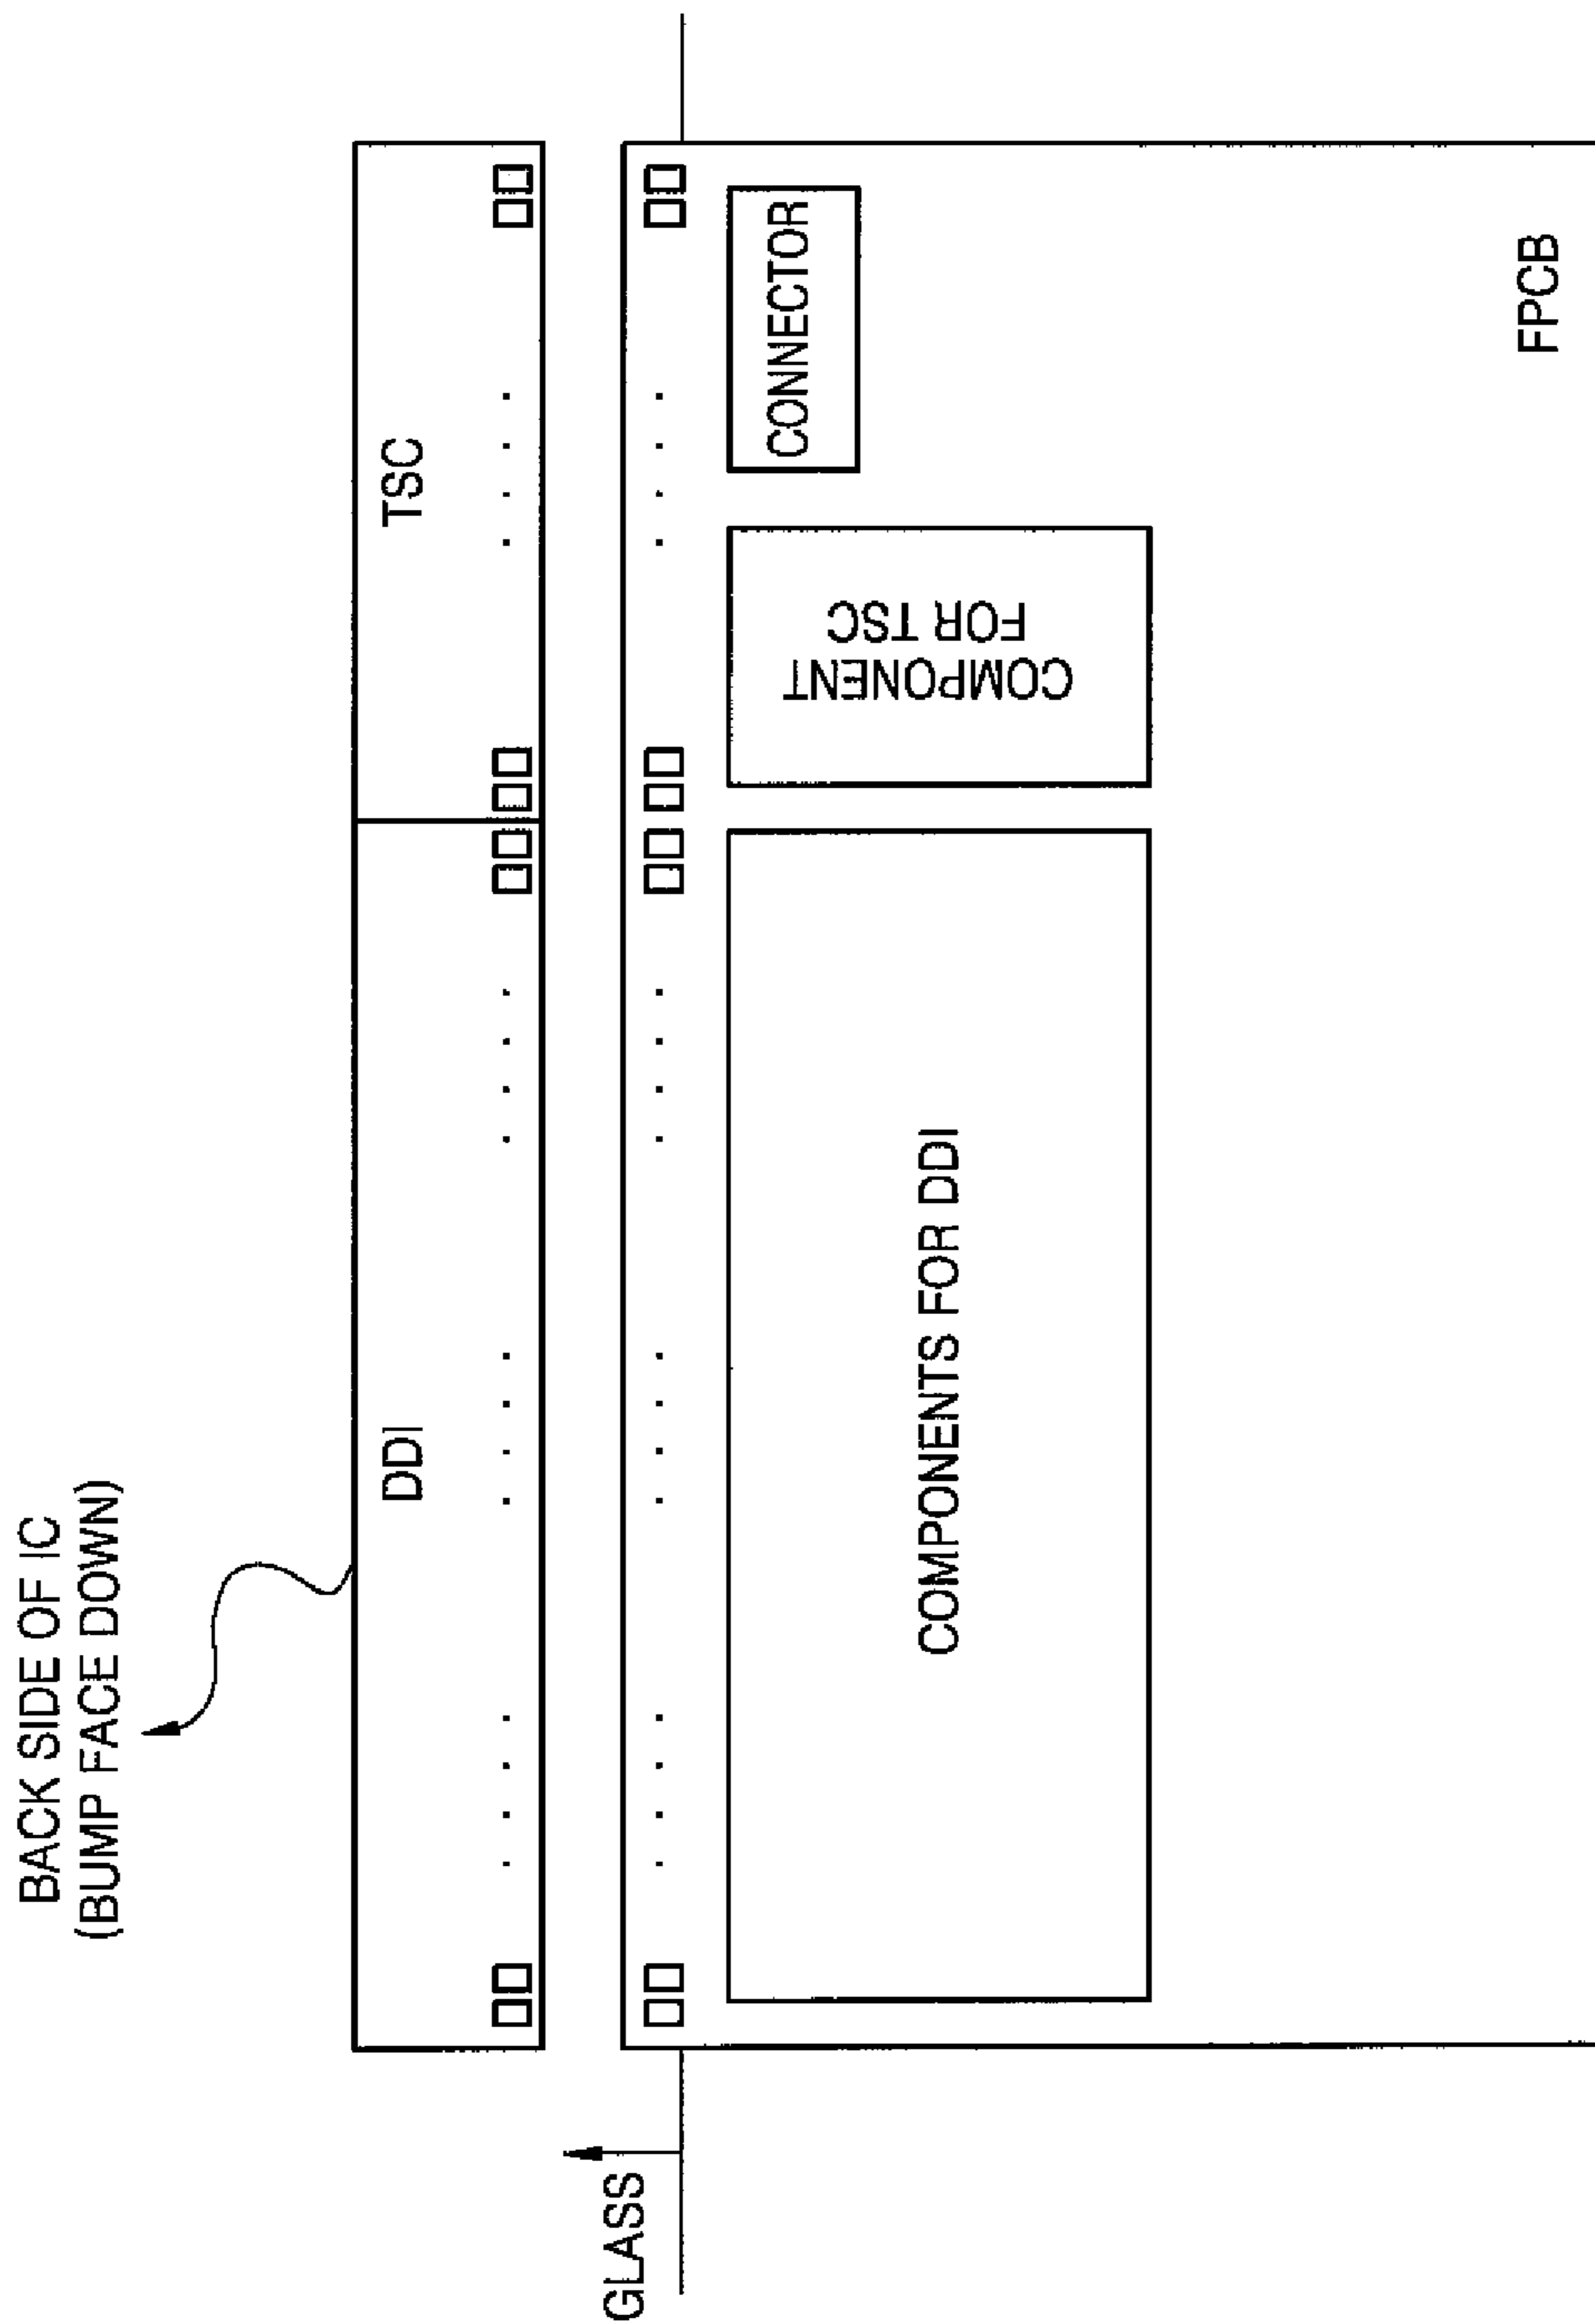 BACK SIDE OF IC
(BUMP FACE DOWN)
DDI
TSC
GLASS
COMPONENTS FOR DDI
COMPONENT
FOR TSC
CONNECTOR
FPCB